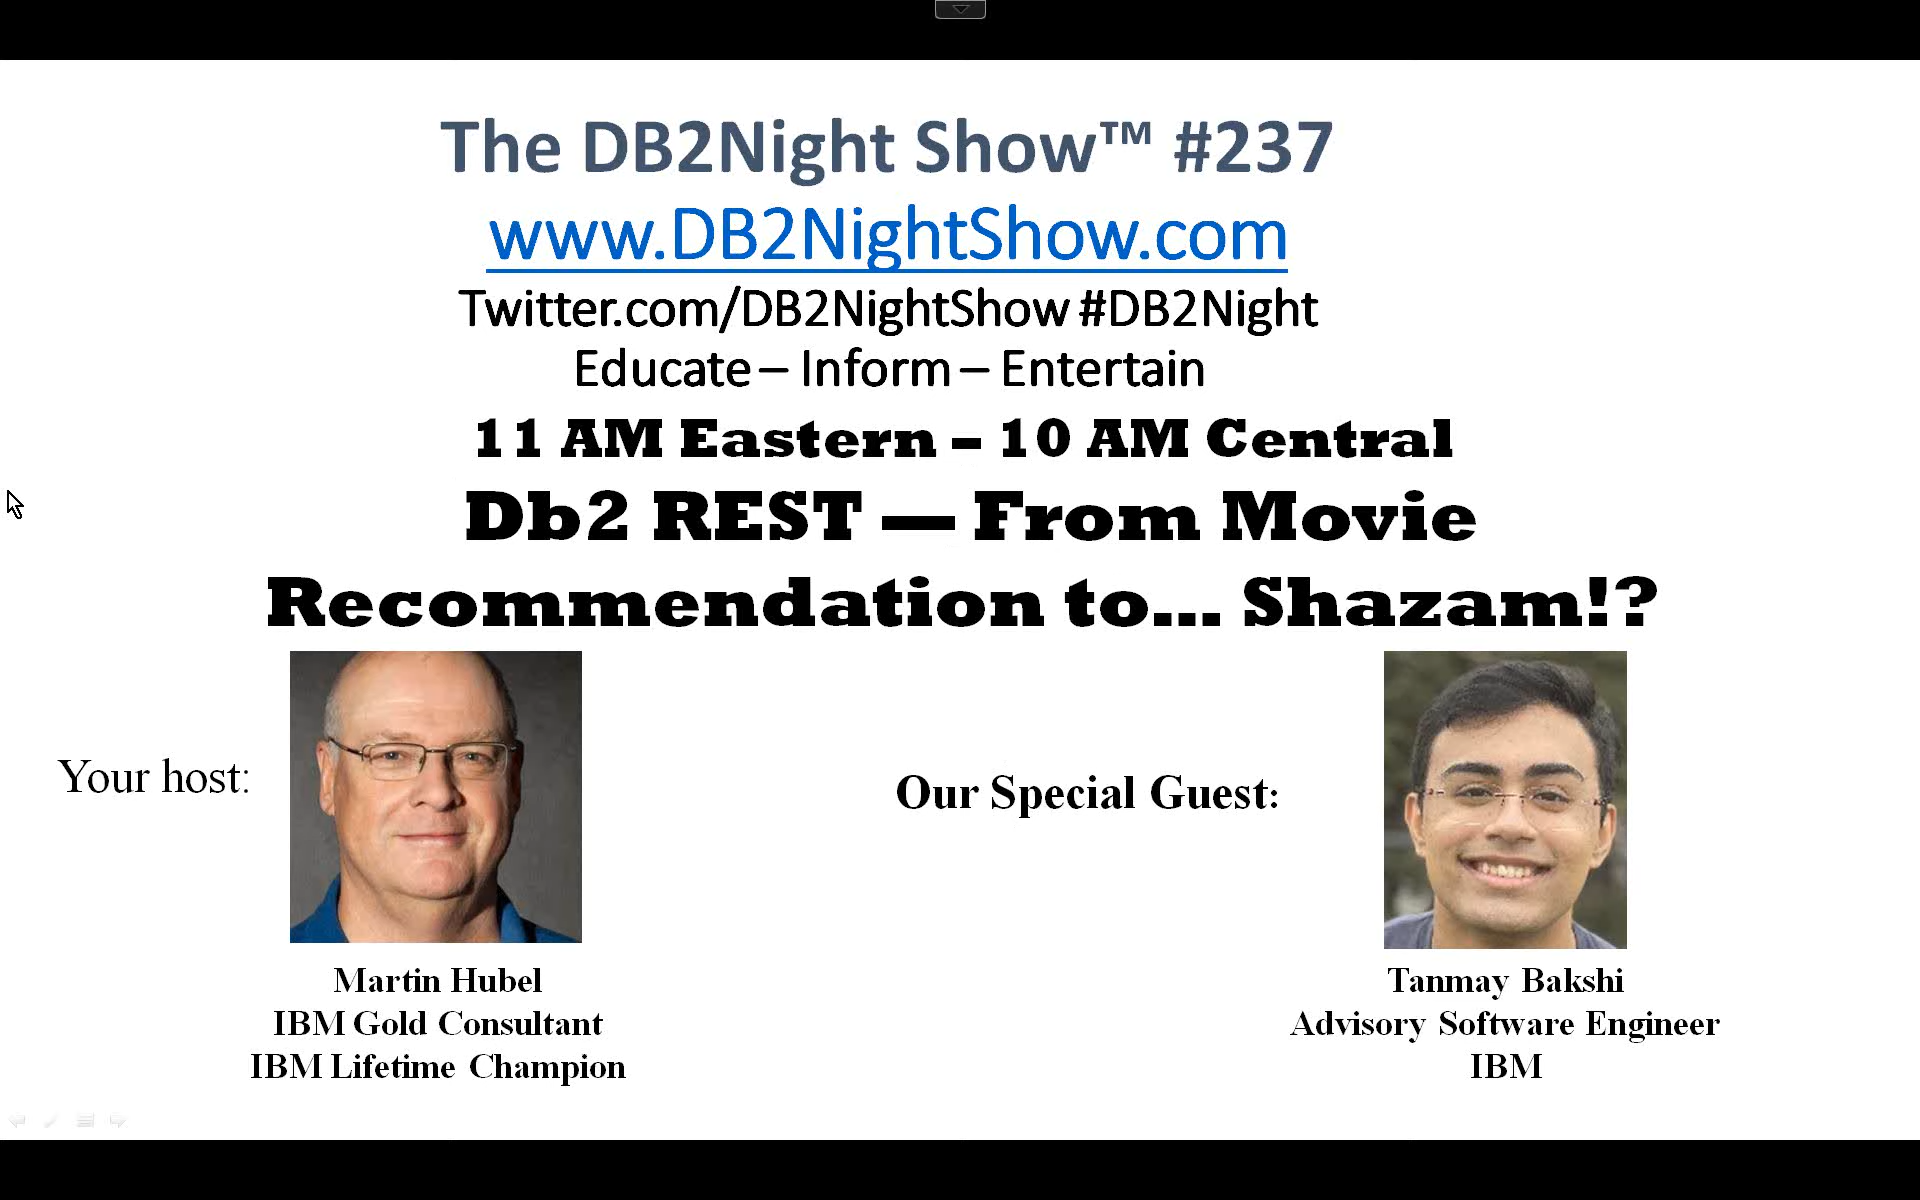 The DB2Night Show™ #237
www.DB2NightShow.com
Twitter.com/DB2NightShow #DB2Night
Educate – Inform – Entertain
11 AM Eastern – 10 AM Central
Db2 REST — From Movie
Recommendation to... Shazam!?
Your host:
Our Special Guest:
Martin Hubel
IBM Gold Consultant
IBM Lifetime Champion
Tanmay Bakshi
Advisory Software Engineer
IBM